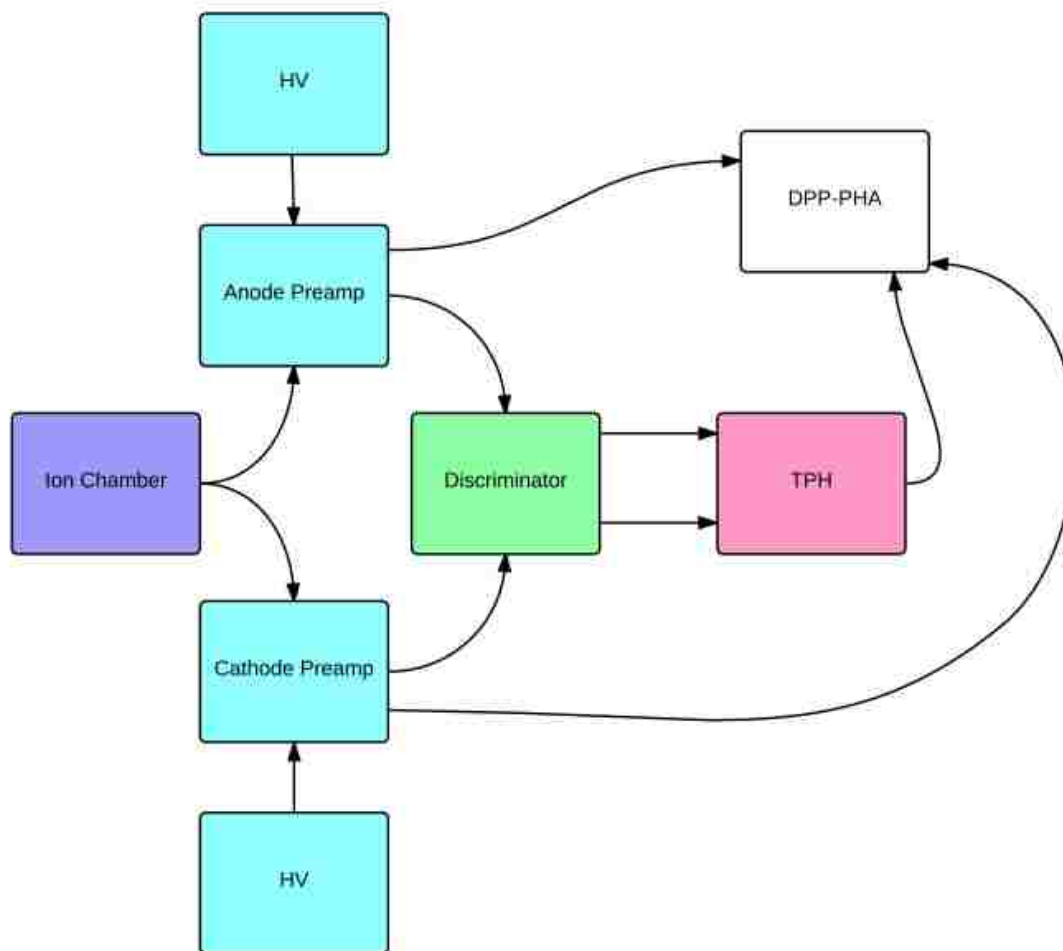 HV
DPP-PHA
Anode Preamp
Ion Chamber
Discriminator
TPH
Cathode Preamp
HV